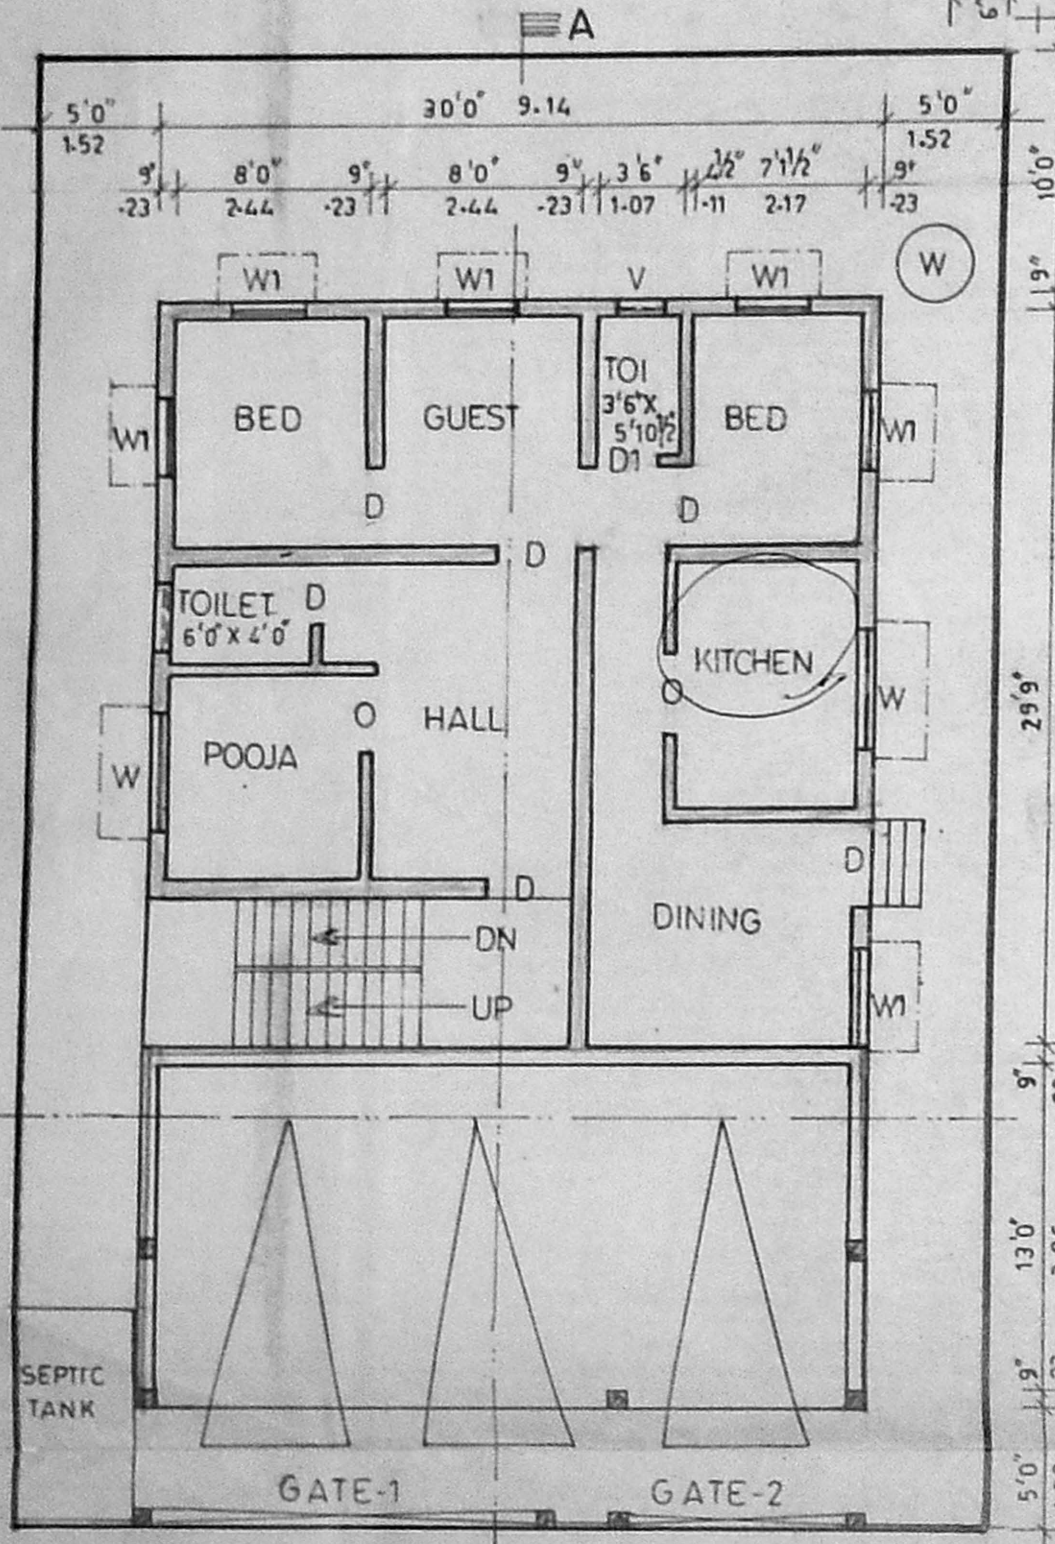 A
5'0" 30'0" 9.14 5'0"
1.52 1.52
9" 8'0" 9" 8'0" 9" 3'6" 4½" 7'1½" 9"
.23 2.44 .23 2.44 .23 1.07 .11 2.17 .23
10'0"
W
W1 W1 V W1
9"
TOI
3'6"X
5'10½"
D1
BED GUEST BED
W1 W1
D D
D
TOILET D
6'0" X 4'0"
KITCHEN
O O
HALL
W
29'9"
POOJA
W
D
D
DINING
DN
UP
W1
9"
13'0"
SEPTIC
TANK
9"
GATE-1 GATE-2
5'0"